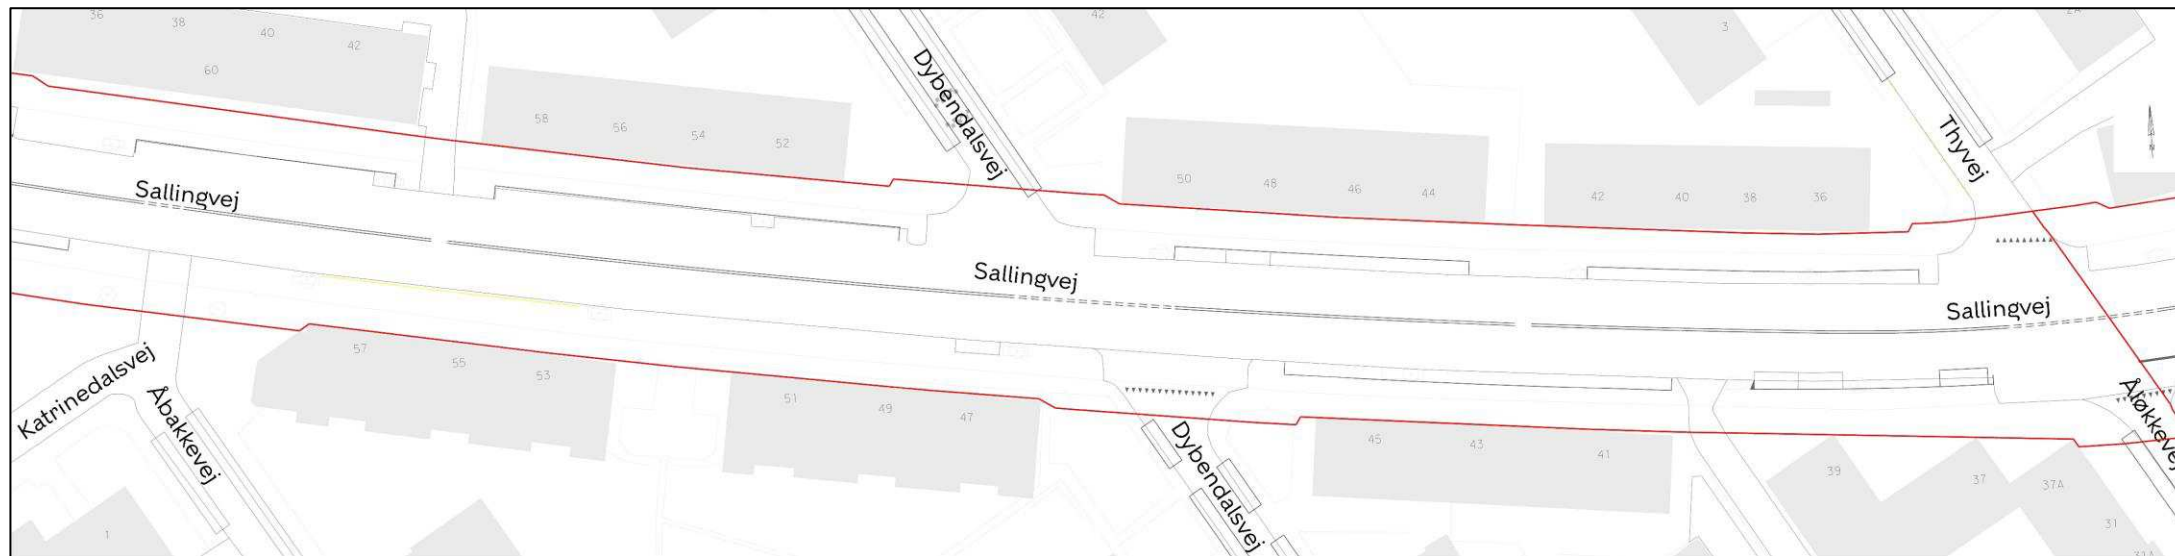 36 38 40 42
60
42
3
2A
58 56 54 52
Dybendalsvej
Thyvej
50 48 46 44
42 40 38 36
Sallingvej
Sallingvej
Sallingvej
57 55 53
51 49 47
45 43 41
39 37 37A
31
Katrinedalsvej
Åbakkevej
Dybendalsvej
Åløkkevej
1